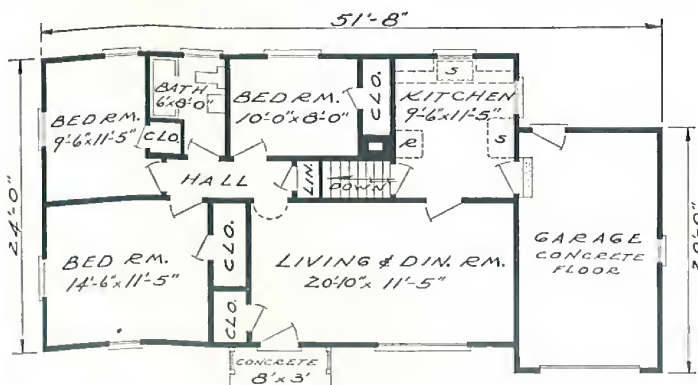 51'-8"
24'-0"
BATH
6'x8'-0"
BED RM.
9'-6"x11'-5"
CLO.
BED RM.
10'-0"x8'-0"
CLO.
KITCHEN
9'-6"x11'-5"
S
S
R
HALL
LIN.
DOWN
BED RM.
14'-6"x11'-5"
CLO.
CLO.
LIVING & DIN. RM.
20'-10"x 11'-5"
GARAGE
CONCRETE
FLOOR
CONCRETE
8'x3'